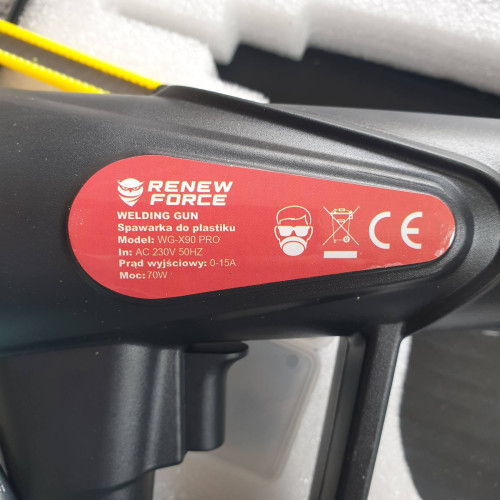 RENEW
FORCE
WELDING GUN
Spawarka do plastiku
Model: WG-X90 PRO
In: AC 230V 50HZ
Prąd wyjściowy: 0-15A
Moc: 70W
CE